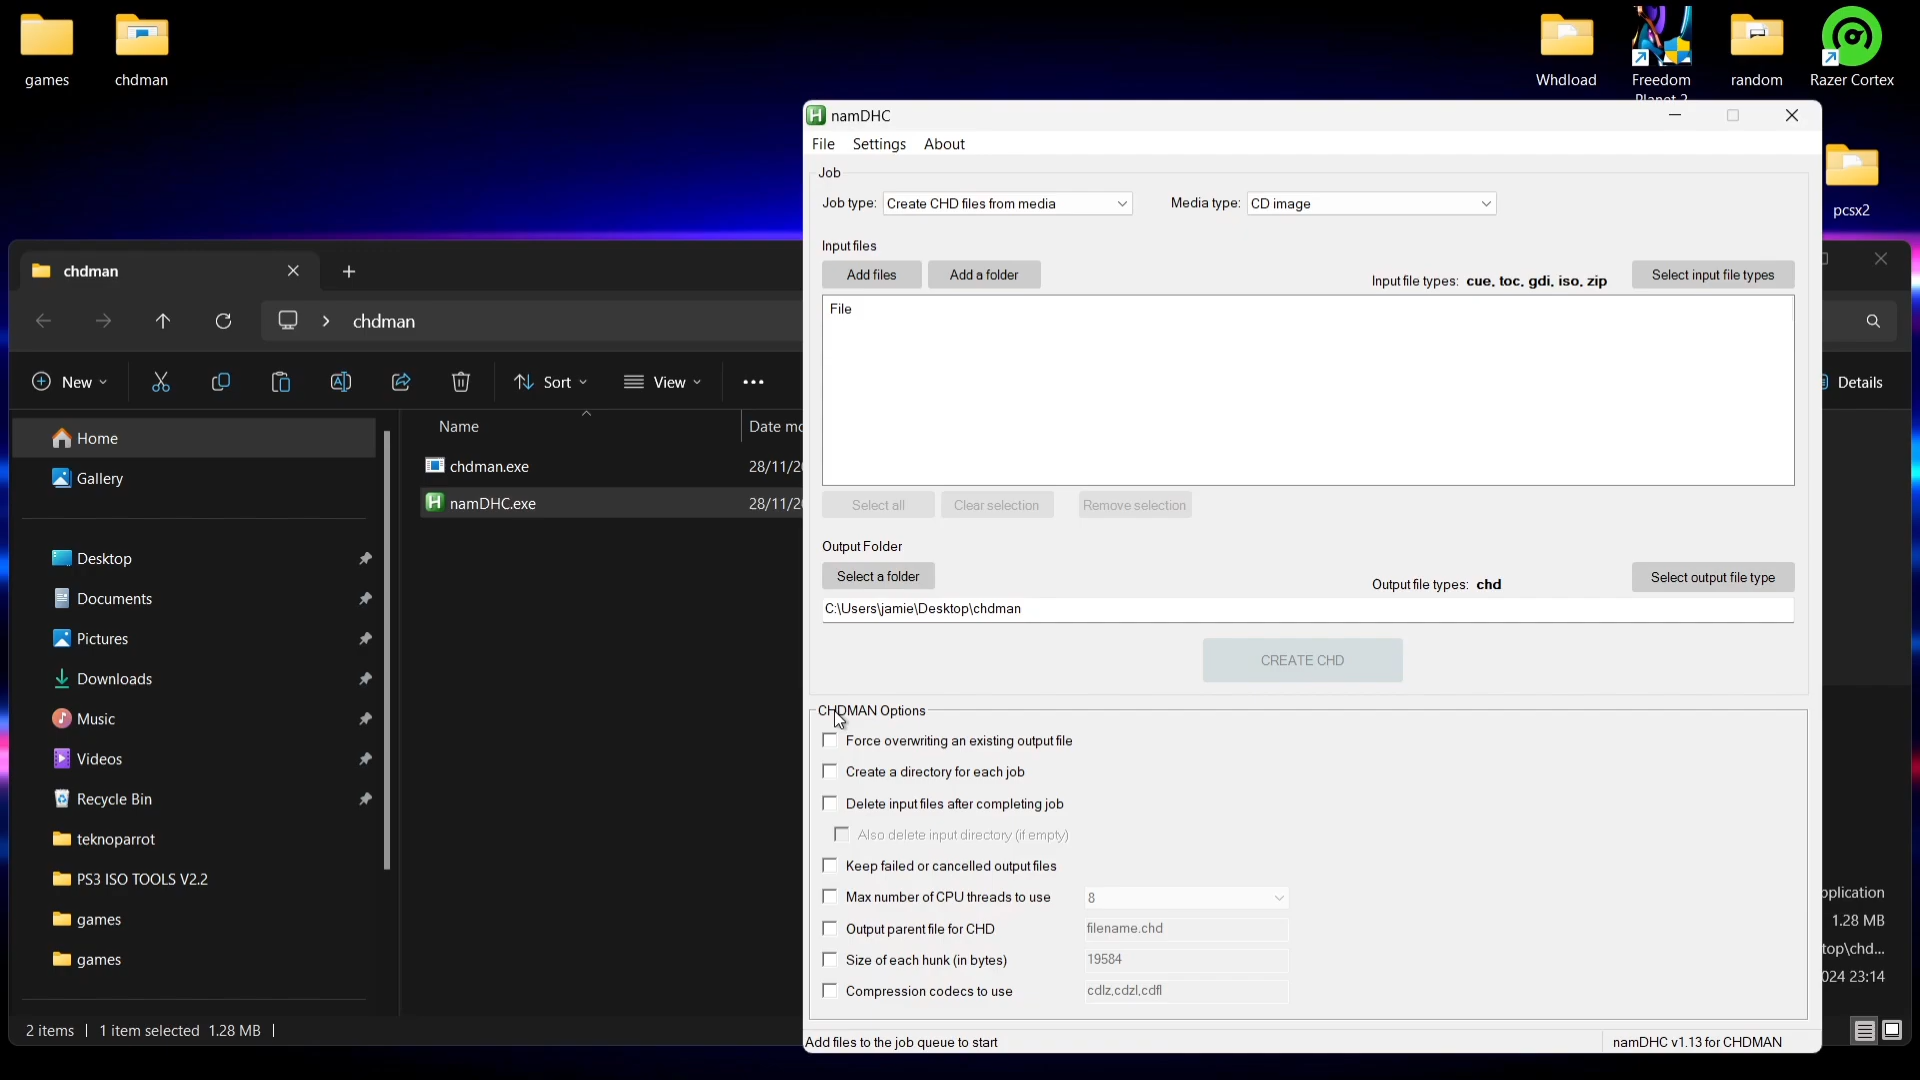 games
chdman
Whdload
Freedom
Planet 2
random
Razer Cortex
pcsx2
namDHC
File Settings About
Job
Job type: Create CHD files from media Media type: CD image
Input files
Add files Add a folder Input file types: cue, toc, gdi, iso, zip Select input file types
File
Select all Clear selection Remove selection
Output Folder
Select a folder Output file types: chd Select output file type
C:\Users\jamie\Desktop\chdman
CREATE CHD
CHDMAN Options
Force overwriting an existing output file
Create a directory for each job
Delete input files after completing job
Also delete input directory (if empty)
Keep failed or cancelled output files
Max number of CPU threads to use 8
Output parent file for CHD filename.chd
Size of each hunk (in bytes) 19584
Compression codecs to use cdlz,cdzl,cdfl
Add files to the job queue to start namDHC v1.13 for CHDMAN
chdman
chdman
New Sort View Details
Name Date mo
chdman.exe 28/11/20
namDHC.exe 28/11/20
Home
Gallery
Desktop
Documents
Pictures
Downloads
Music
Videos
Recycle Bin
teknoparrot
PS3 ISO TOOLS V2.2
games
games
2 items 1 item selected 1.28 MB
pplication
1.28 MB
top\chd...
024 23:14